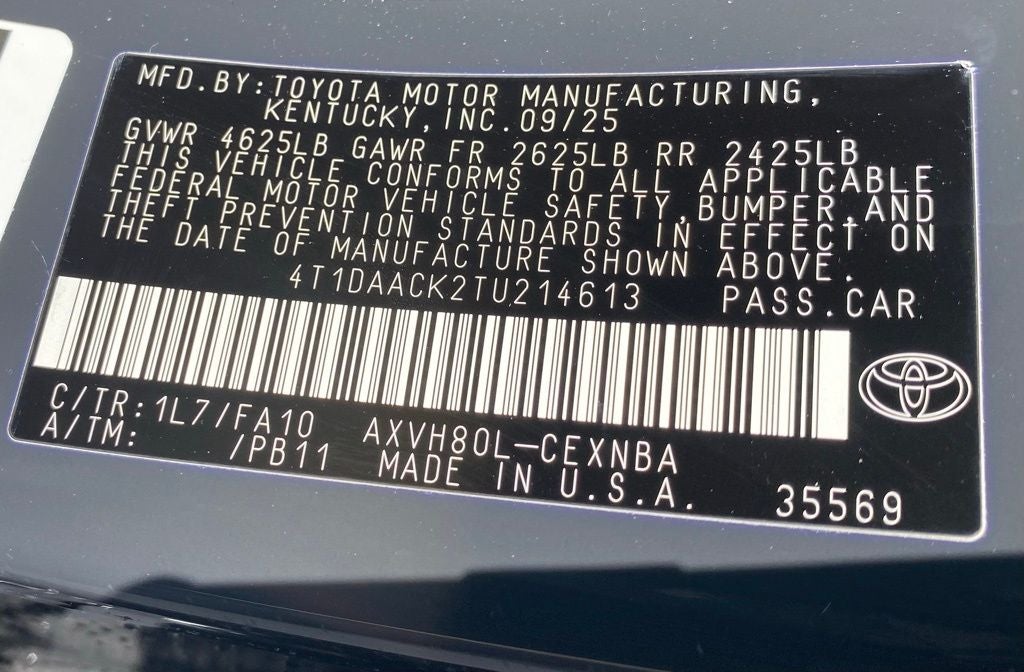 MFD.BY:TOYOTA MOTOR MANUFACTURING,
KENTUCKY,INC.09/25
GVWR 4625LB GAWR FR 2625LB RR 2425LB
THIS VEHICLE CONFORMS TO ALL APPLICABLE
FEDERAL MOTOR VEHICLE SAFETY,BUMPER,AND
THEFT PREVENTION STANDARDS IN EFFECT ON
THE DATE OF MANUFACTURE SHOWN ABOVE.
4T1DAACK2TU214613 PASS.CAR
C/TR:1L7/FA10 AXVH80L-CEXNBA
A/TM: /PB11 MADE IN U.S.A. 35569